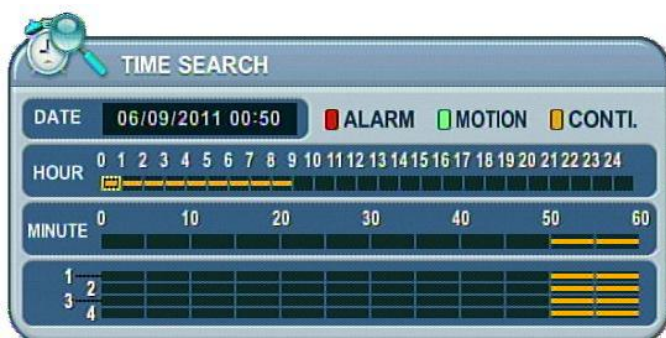 TIME SEARCH
DATE 06/09/2011 00:50 ALARM MOTION CONTI.
HOUR 0 1 2 3 4 5 6 7 8 9 10 11 12 13 14 15 16 17 18 19 20 21 22 23 24
MINUTE 0 10 20 30 40 50 60
1
2
3
4